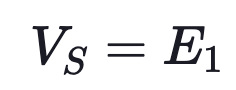 V_S = E_1